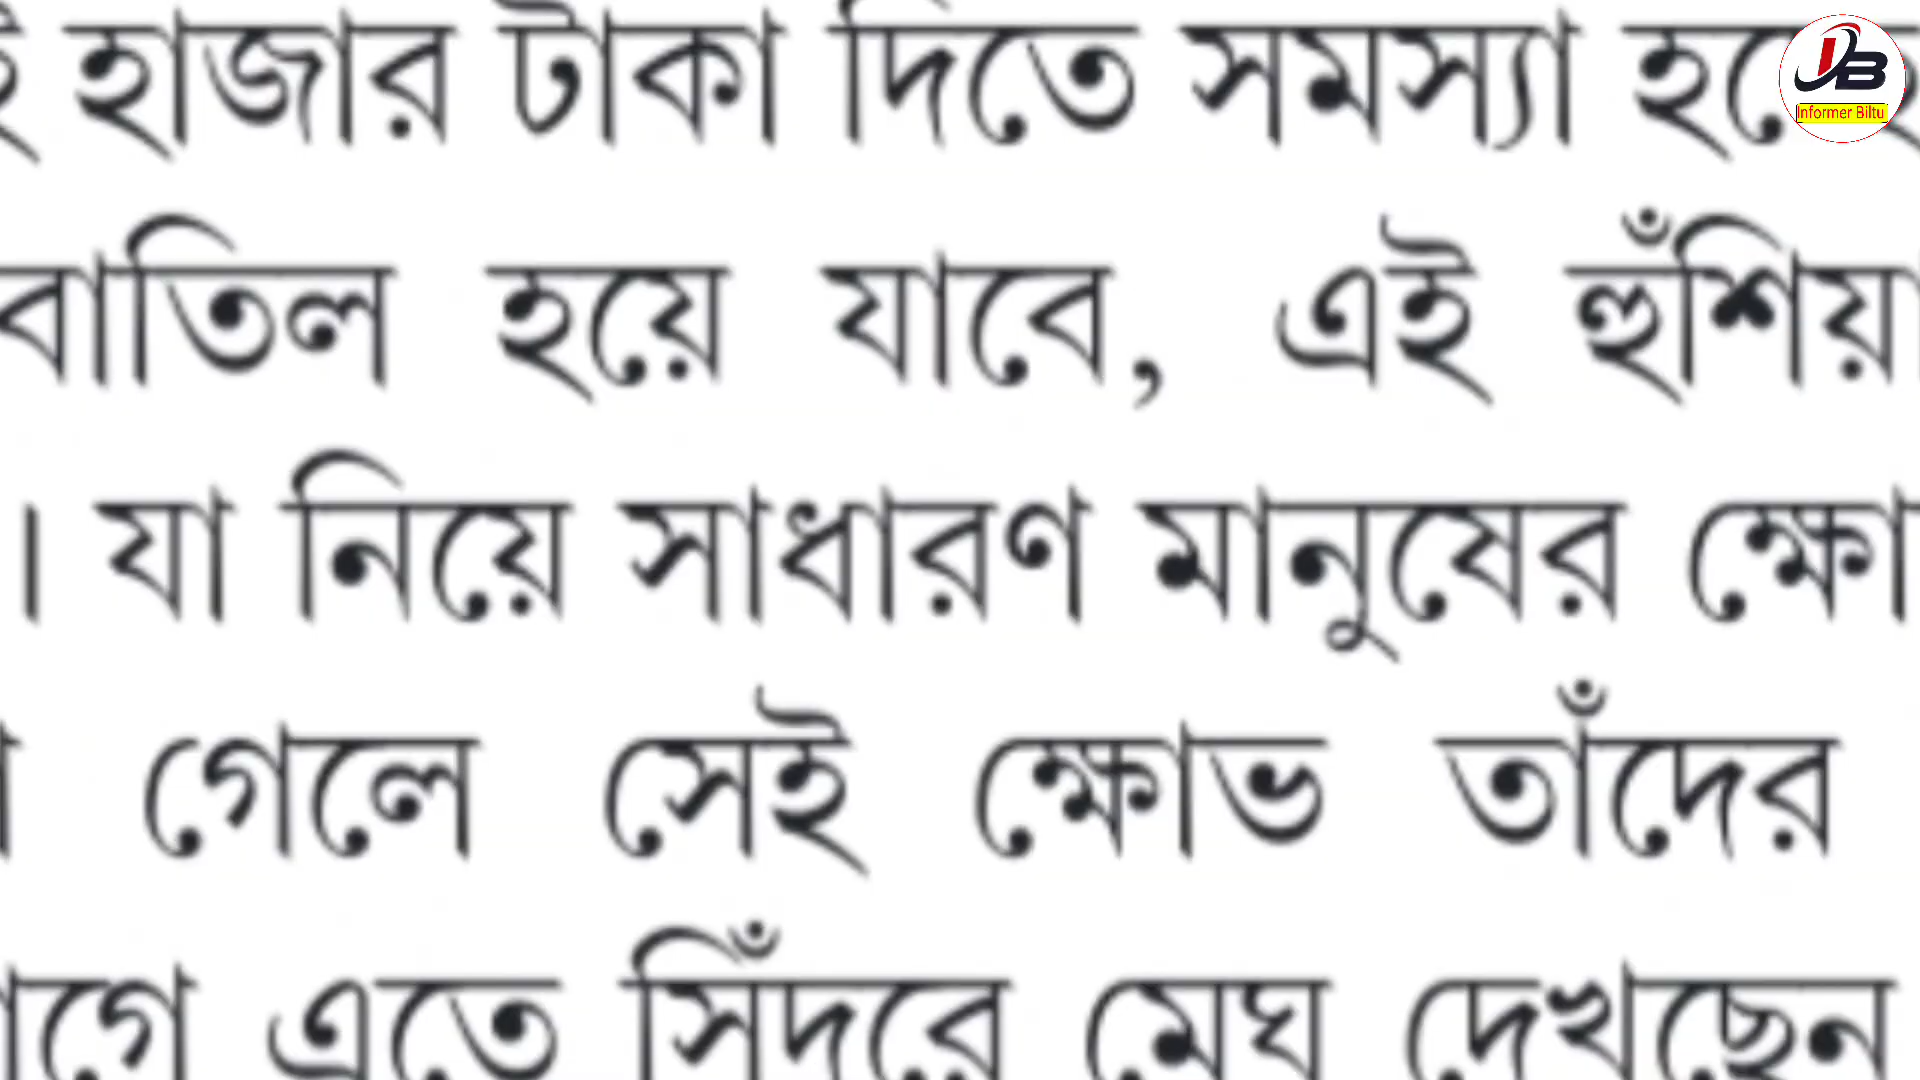 হাজার টাকা দিতে সমস্যা
বাতিল হয়ে যাবে, এই
। যা নিয়ে সাধারণ মানুষের
গেলে সেই ক্ষোভ তাঁদের
এতে সিঁদুরে মেঘ দেখছেন
Informer Biltu